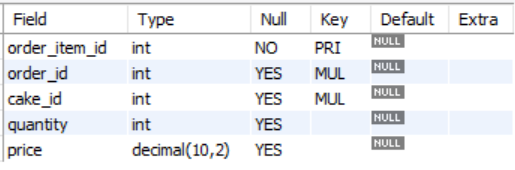 Field Type Null Key Default Extra
order_item_id int NO PRI NULL
order_id int YES MUL NULL
cake_id int YES MUL NULL
quantity int YES NULL
price decimal(10,2) YES NULL